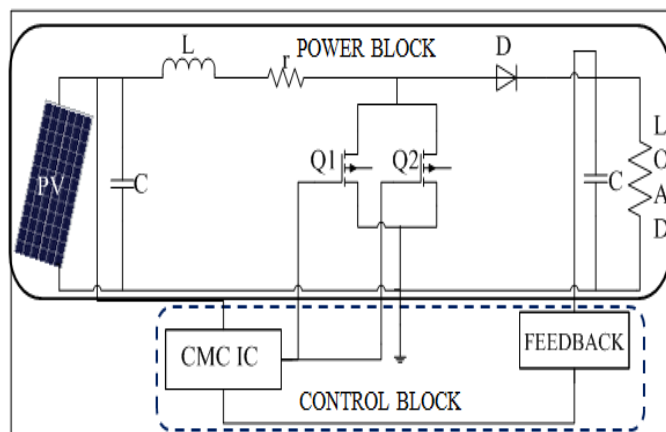 POWER BLOCK
L
r
D
PV
C
Q1
Q2
C
L
O
A
D
CMC IC
FEEDBACK
CONTROL BLOCK